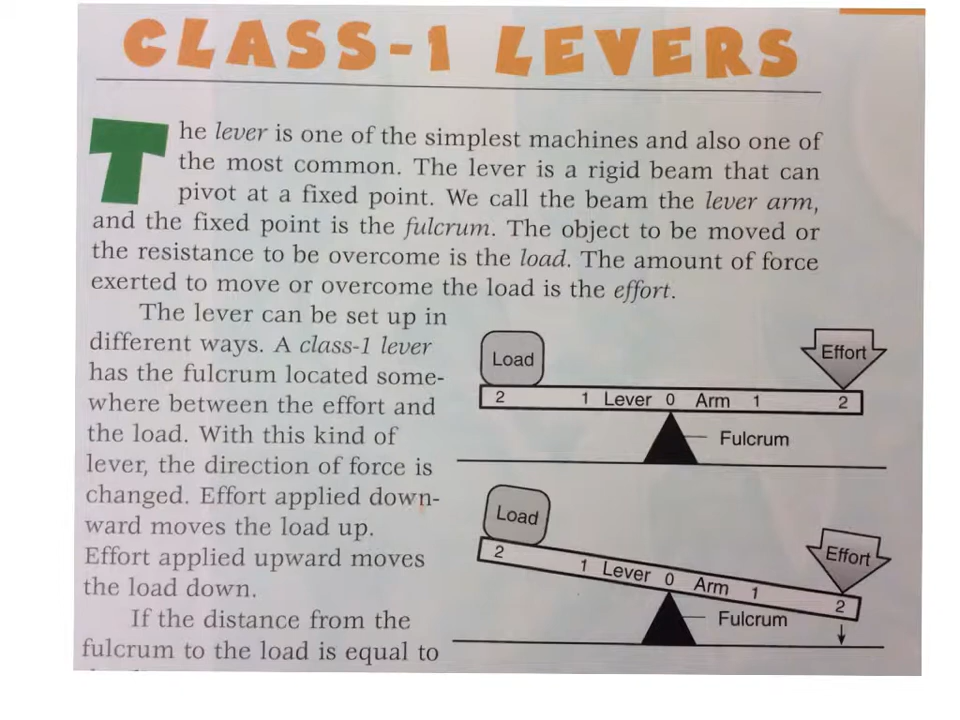 CLASS-1 LEVERS
The lever is one of the simplest machines and also one of
the most common. The lever is a rigid beam that can
pivot at a fixed point. We call the beam the lever arm,
and the fixed point is the fulcrum. The object to be moved or
the resistance to be overcome is the load. The amount of force
exerted to move or overcome the load is the effort.
The lever can be set up in
different ways. A class-1 lever
has the fulcrum located some-
where between the effort and
the load. With this kind of
lever, the direction of force is
changed. Effort applied down-
ward moves the load up.
Effort applied upward moves
the load down.
If the distance from the
fulcrum to the load is equal to
Load
Effort
2 1 Lever 0 Arm 1 2
Fulcrum
Load
Effort
2 1 Lever 0 Arm 1 2
Fulcrum